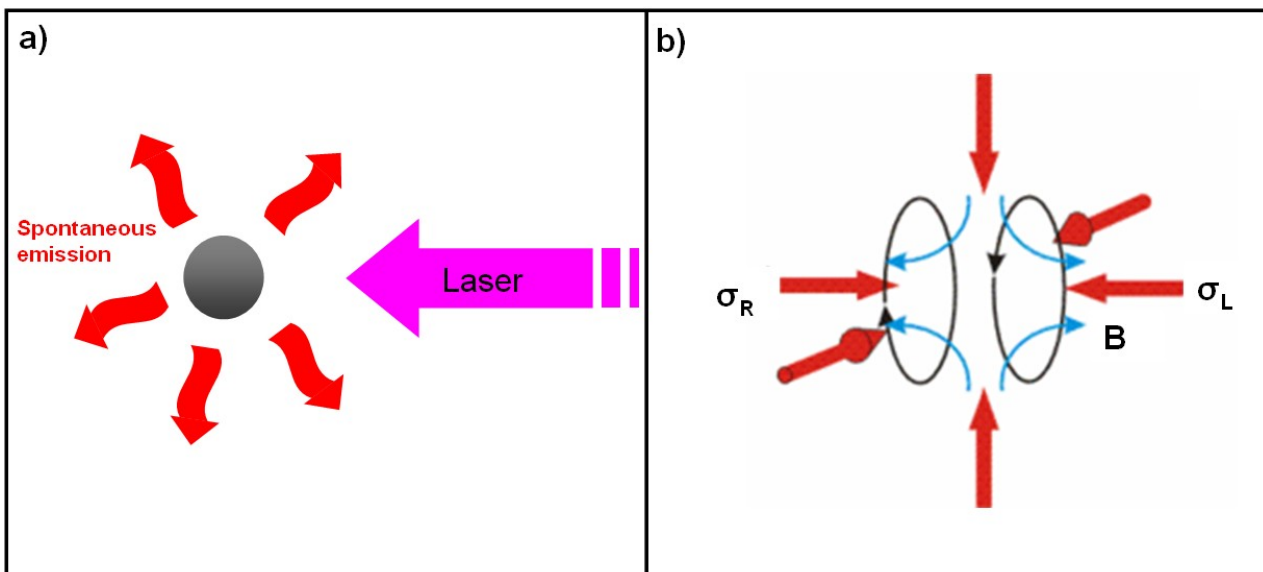 a)
Spontaneous
emission
Laser
b)
σR
σL
B